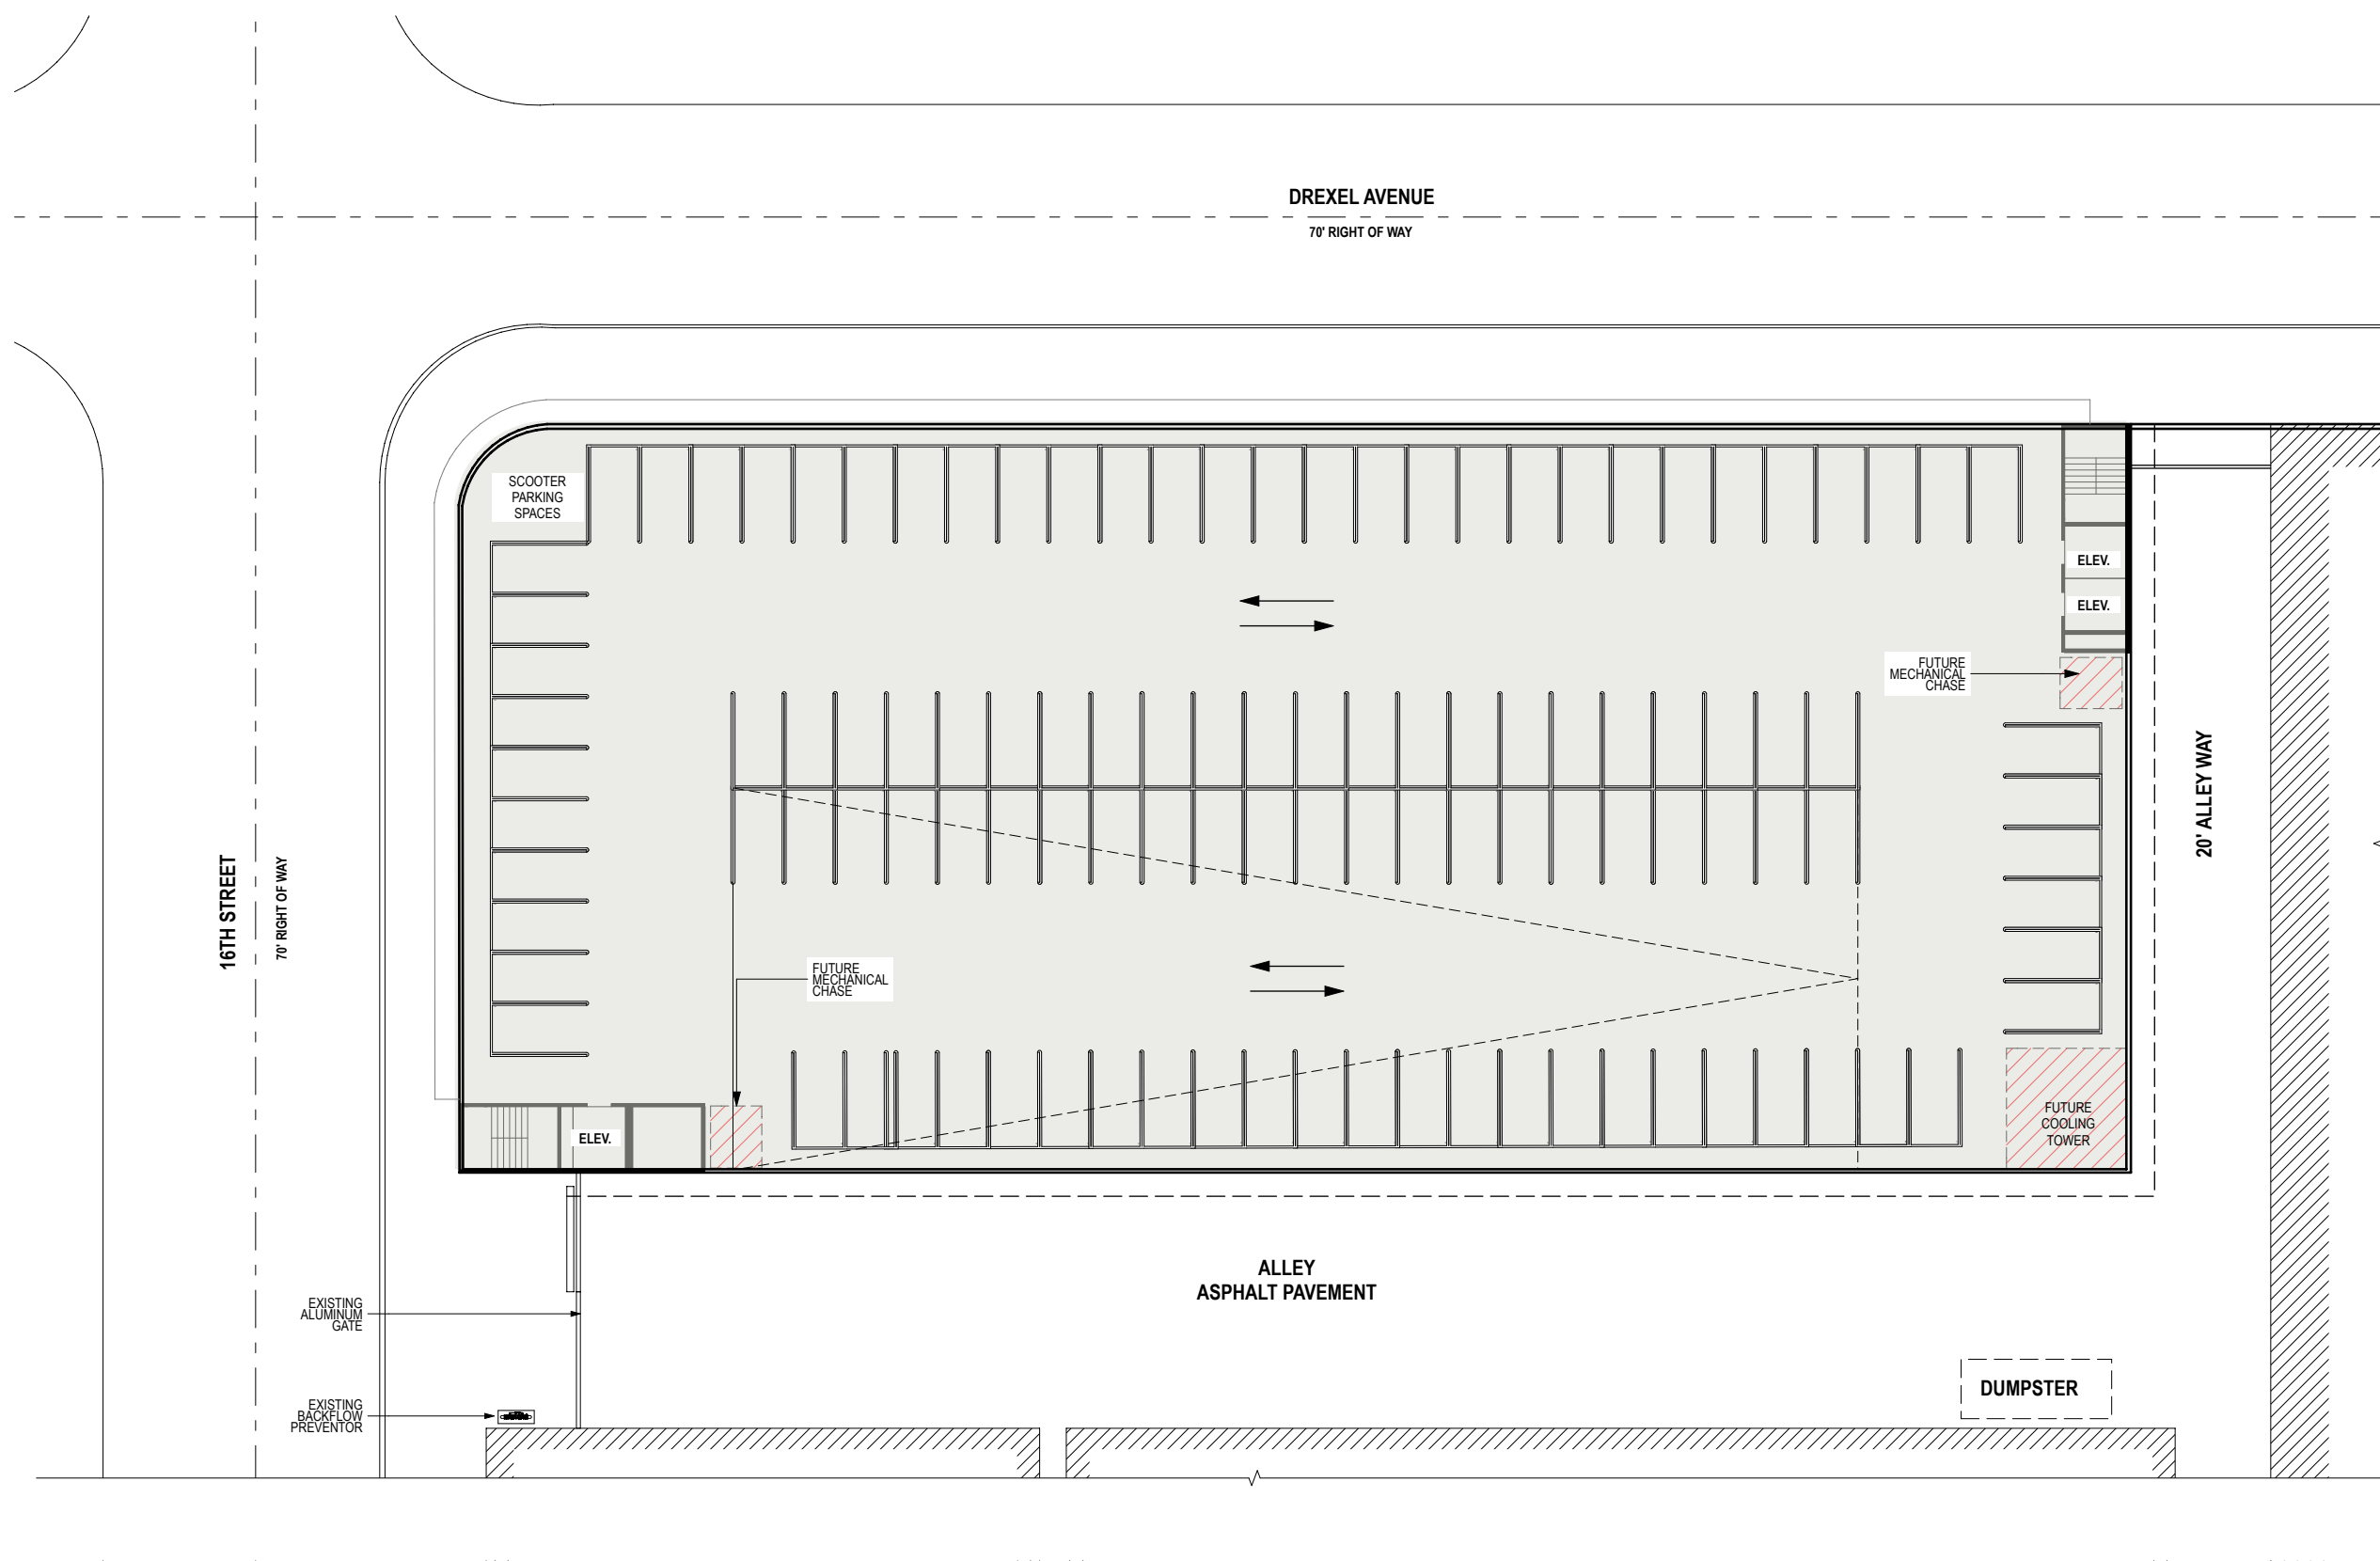 DREXEL AVENUE
70' RIGHT OF WAY
SCOOTER
PARKING
SPACES
ELEV.
ELEV.
FUTURE
MECHANICAL
CHASE
20' ALLEY WAY
16TH STREET
70' RIGHT OF WAY
FUTURE
MECHANICAL
CHASE
FUTURE
COOLING
TOWER
ELEV.
ALLEY
ASPHALT PAVEMENT
EXISTING
ALUMINUM
GATE
DUMPSTER
EXISTING
BACKFLOW
PREVENTOR